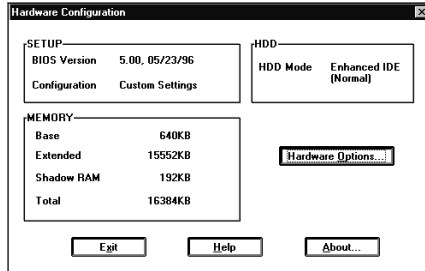 Hardware Configuration
SETUP
BIOS Version 5.00, 05/23/96
Configuration Custom Settings
HDD
HDD Mode Enhanced IDE
(Normal)
MEMORY
Base 640KB
Extended 15552KB
Shadow RAM 192KB
Total 16384KB
Hardware Options...
Exit Help About...